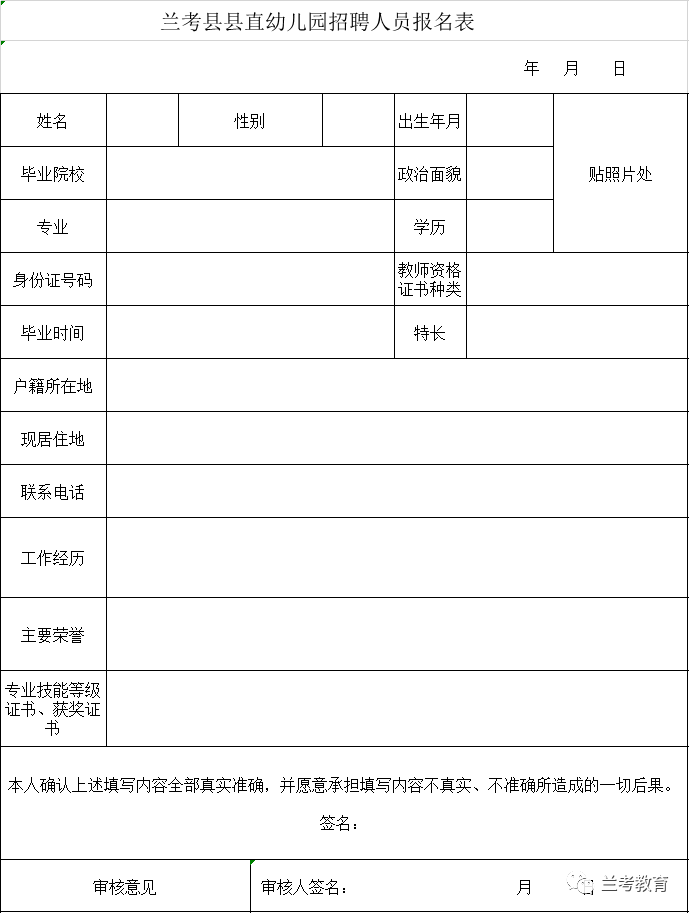 兰考县县直幼儿园招聘人员报名表
年 月 日
姓名 性别 出生年月
毕业院校 政治面貌 贴照片处
专业 学历
身份证号码 教师资格
证书种类
毕业时间 特长
户籍所在地
现居住地
联系电话
工作经历
主要荣誉
专业技能等级
证书、获奖证
书
本人确认上述填写内容全部真实准确，并愿意承担填写内容不真实、不准确所造成的一切后果。
签名：
审核意见 审核人签名： 月 日
兰考教育